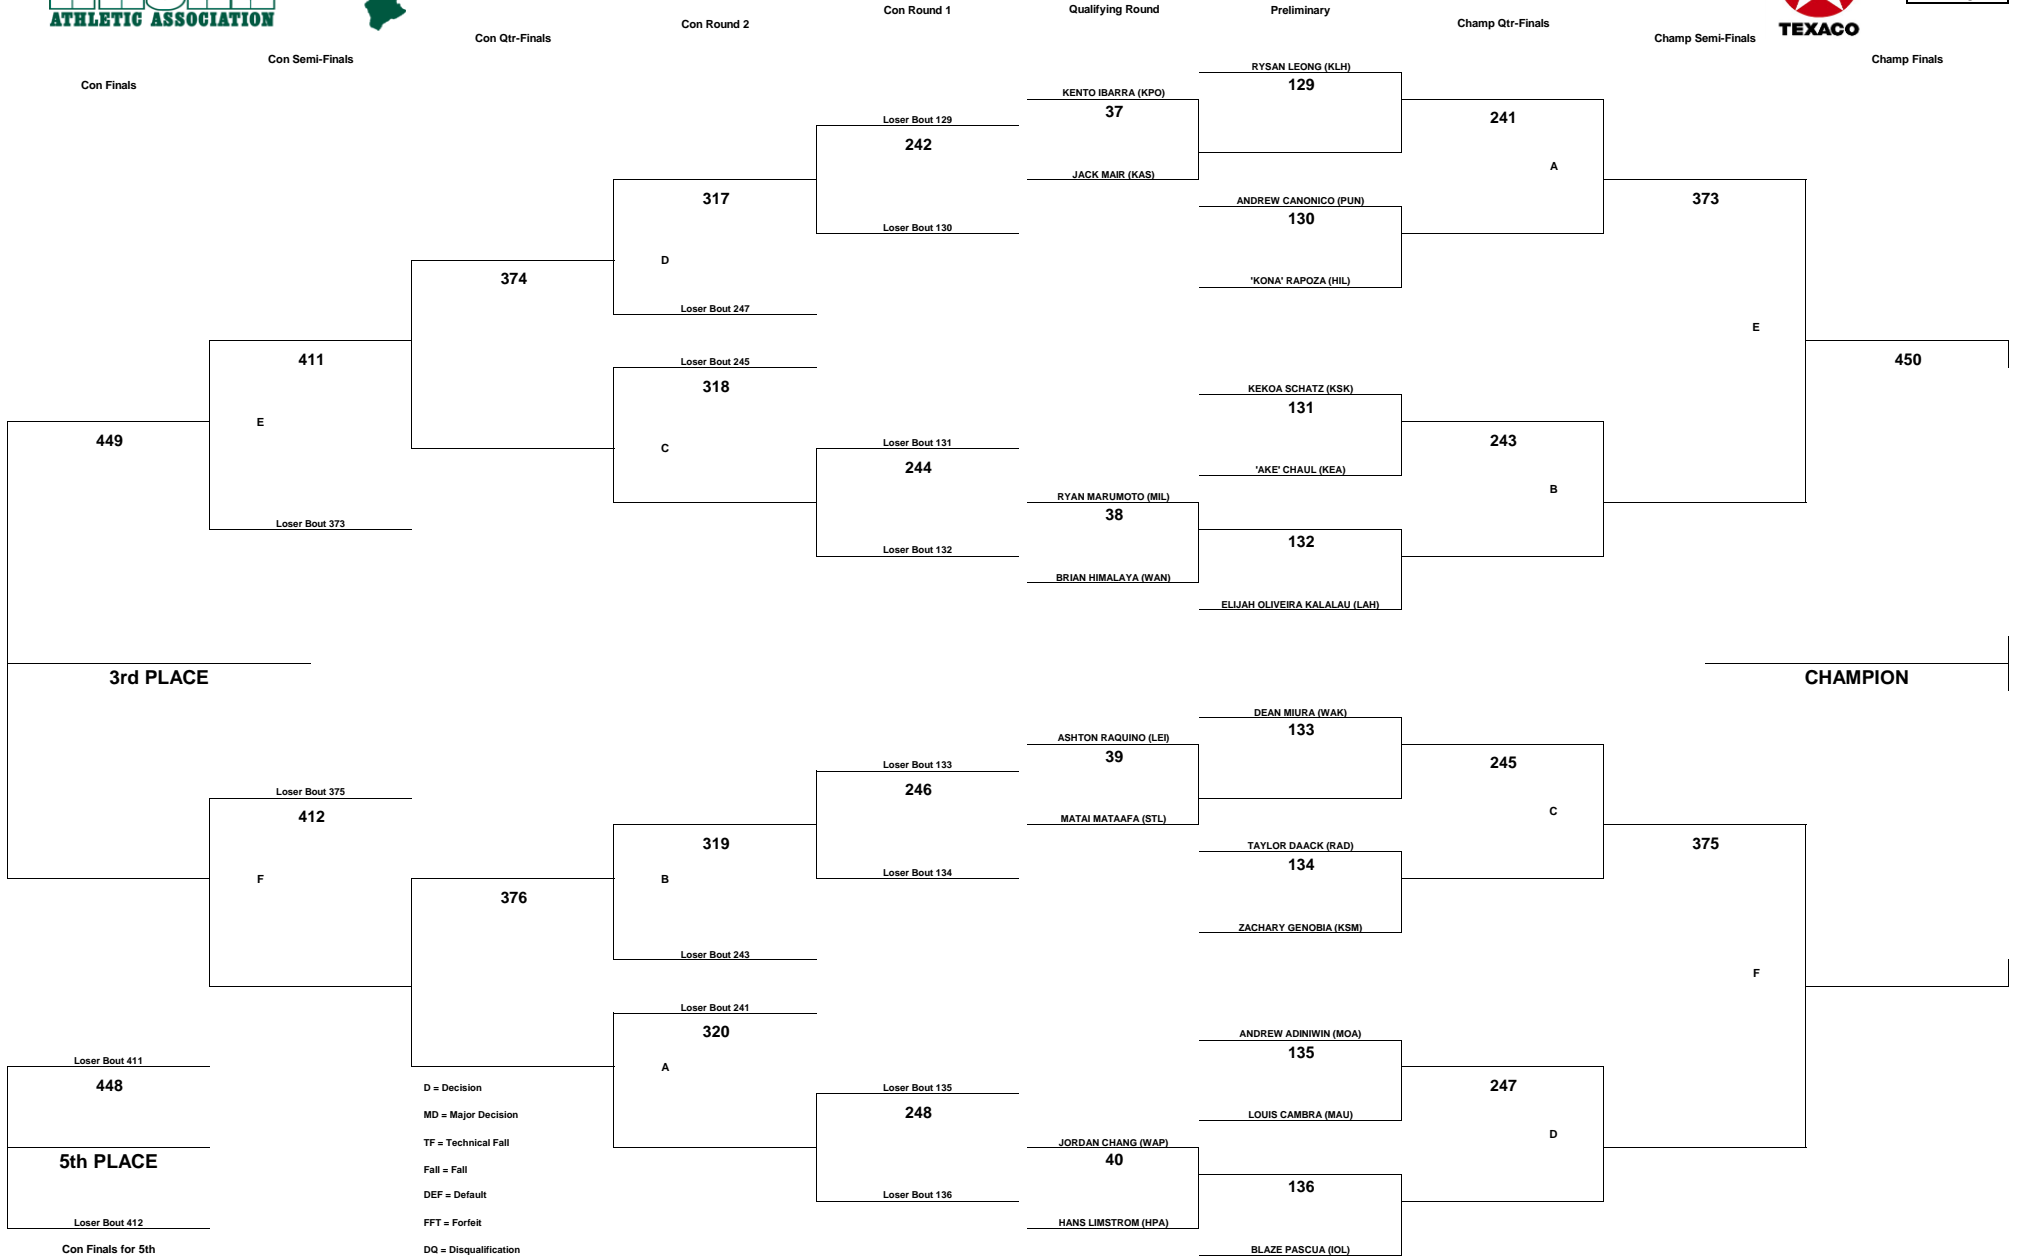 ATHLETIC ASSOCIATION
TEXACO
Con Finals
Con Semi-Finals
Con Qtr-Finals
Con Round 2
Con Round 1
Qualifying Round
Preliminary
Champ Qtr-Finals
Champ Semi-Finals
Champ Finals
RYSAN LEONG (KLH)
129
KENTO IBARRA (KPO)
37
JACK MAIR (KAS)
Loser Bout 129
242
Loser Bout 130
241
A
ANDREW CANONICO (PUN)
130
'KONA' RAPOZA (HIL)
317
D
Loser Bout 247
373
E
374
411
E
Loser Bout 373
449
Loser Bout 245
318
C
450
KEKOA SCHATZ (KSK)
131
'AKE' CHAUL (KEA)
243
B
Loser Bout 131
244
Loser Bout 132
RYAN MARUMOTO (MIL)
38
BRIAN HIMALAYA (WAN)
132
ELIJAH OLIVEIRA KALALAU (LAH)
3rd PLACE
CHAMPION
DEAN MIURA (WAK)
133
ASHTON RAQUINO (LEI)
39
MATAI MATAAFA (STL)
Loser Bout 133
246
Loser Bout 134
245
C
Loser Bout 375
412
F
319
B
Loser Bout 243
375
F
TAYLOR DAACK (RAD)
134
ZACHARY GENOBIA (KSM)
376
Loser Bout 241
320
A
ANDREW ADINIWIN (MOA)
135
LOUIS CAMBRA (MAU)
247
D
Loser Bout 135
248
Loser Bout 136
JORDAN CHANG (WAP)
40
HANS LIMSTROM (HPA)
136
BLAZE PASCUA (IOL)
Loser Bout 411
448
5th PLACE
Loser Bout 412
Con Finals for 5th
D = Decision
MD = Major Decision
TF = Technical Fall
Fall = Fall
DEF = Default
FFT = Forfeit
DQ = Disqualification